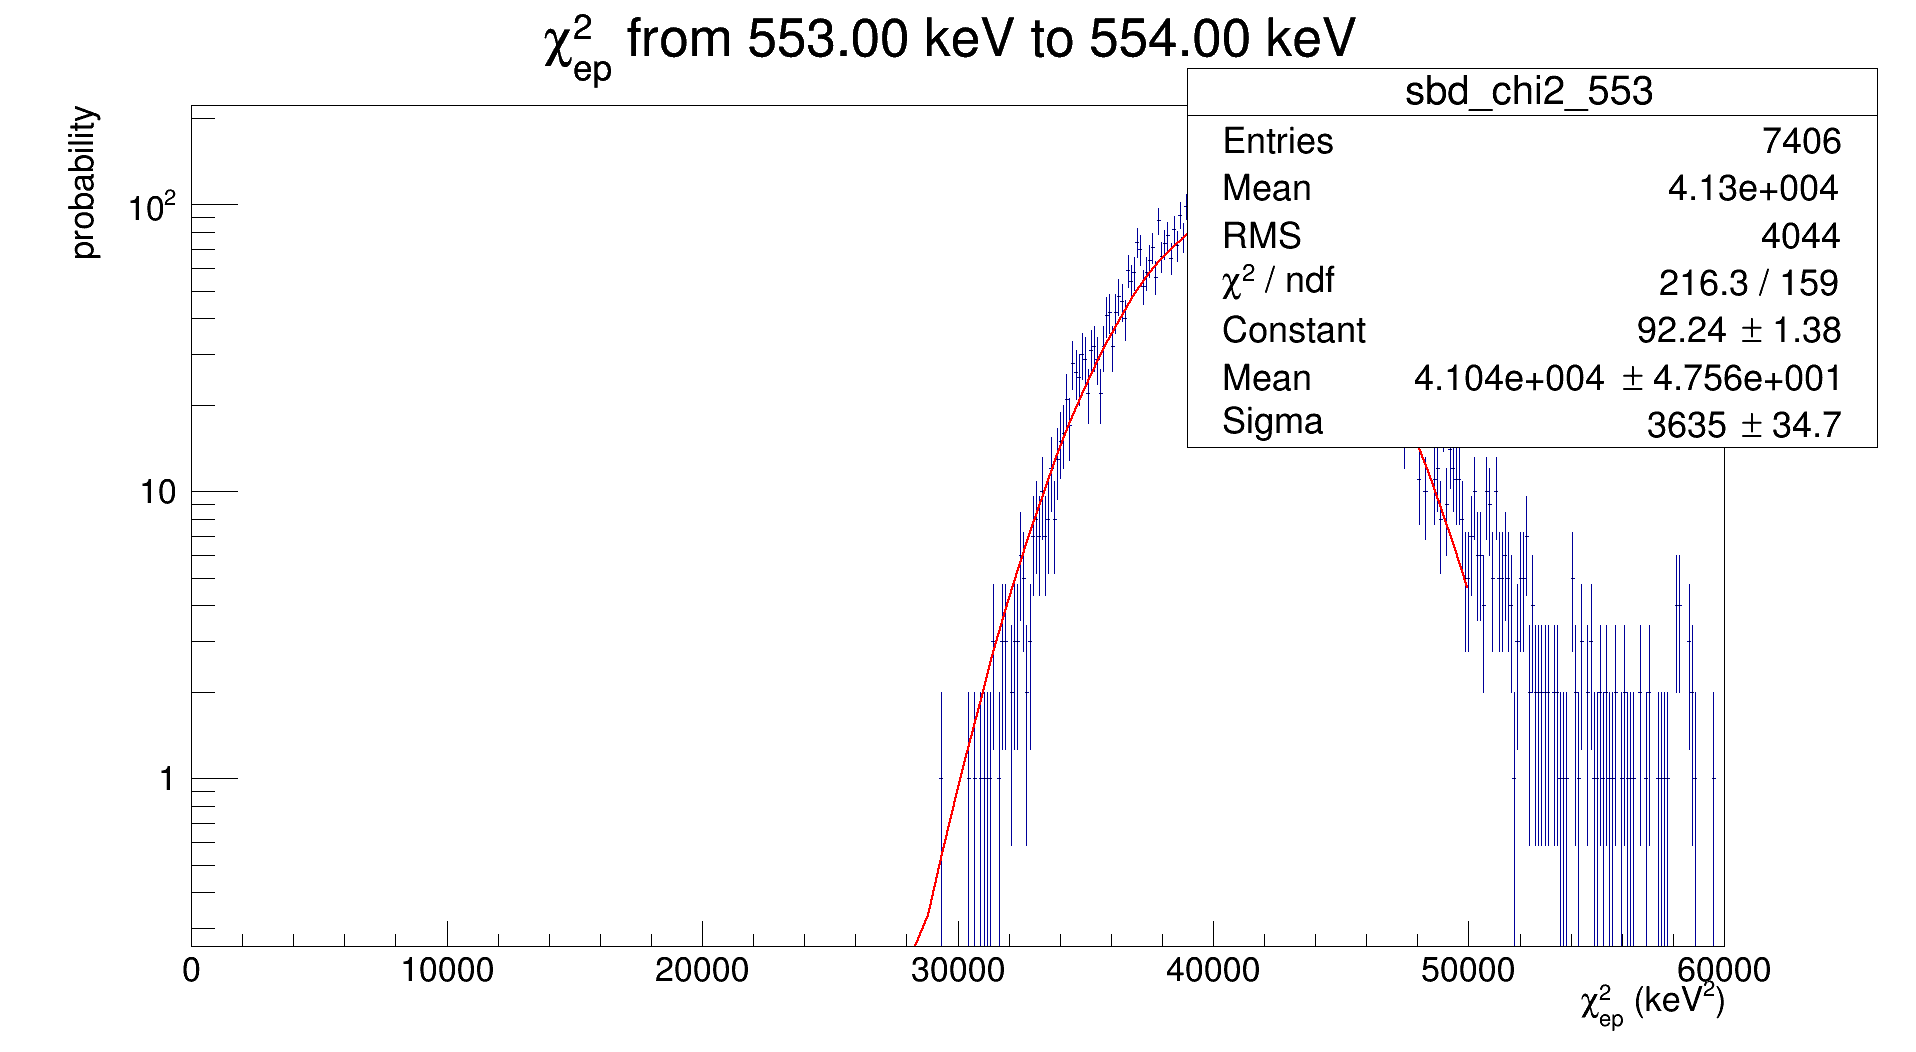 χ²ep from 553.00 keV to 554.00 keV
sbd_chi2_553
Entries 7406
Mean 4.13e+004
RMS 4044
χ² / ndf 216.3 / 159
Constant 92.24 ± 1.38
Mean 4.104e+004 ± 4.756e+001
Sigma 3635 ± 34.7
probability
10²
10
1
0 10000 20000 30000 40000 50000 60000
χ²ep (keV²)